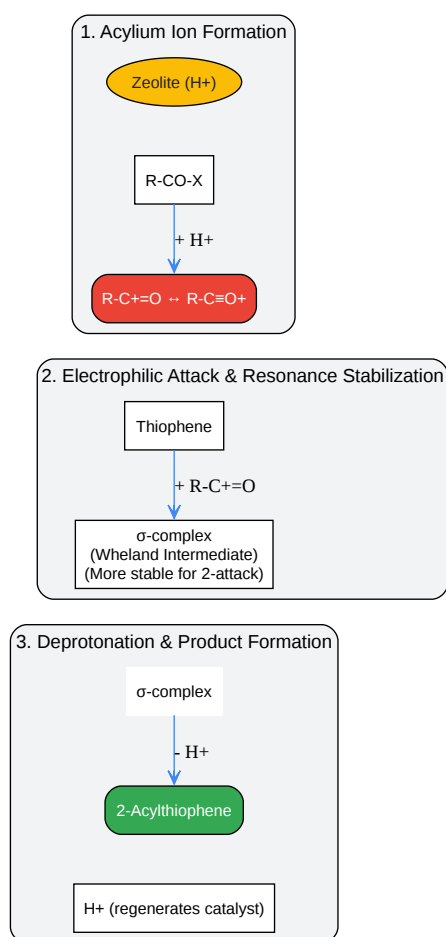 1. Acylium Ion Formation
Zeolite (H+)
R-CO-X
+ H+
R-C+=O ↔ R-C≡O+
2. Electrophilic Attack & Resonance Stabilization
Thiophene
+ R-C+=O
σ-complex
(Wheland Intermediate)
(More stable for 2-attack)
3. Deprotonation & Product Formation
σ-complex
- H+
2-Acylthiophene
H+ (regenerates catalyst)